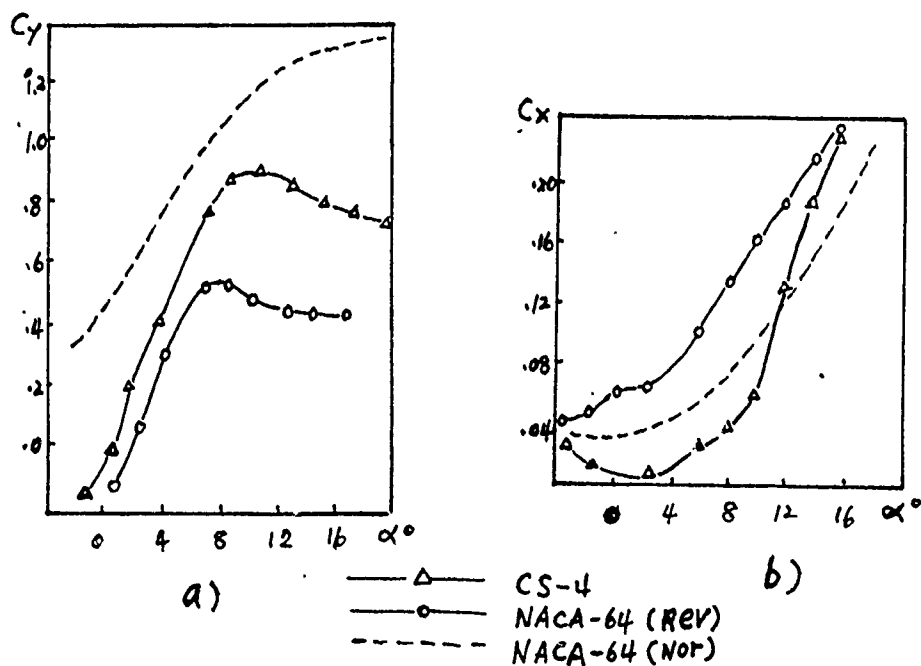 Cy
1.2
1.0
.8
.6
.4
.2
.0
0 4 8 12 16 α°
a)
Cx
.20
.16
.12
.08
.04
0 4 8 12 16 α°
b)
CS-4
NACA-64 (Rev)
NACA-64 (Nor)